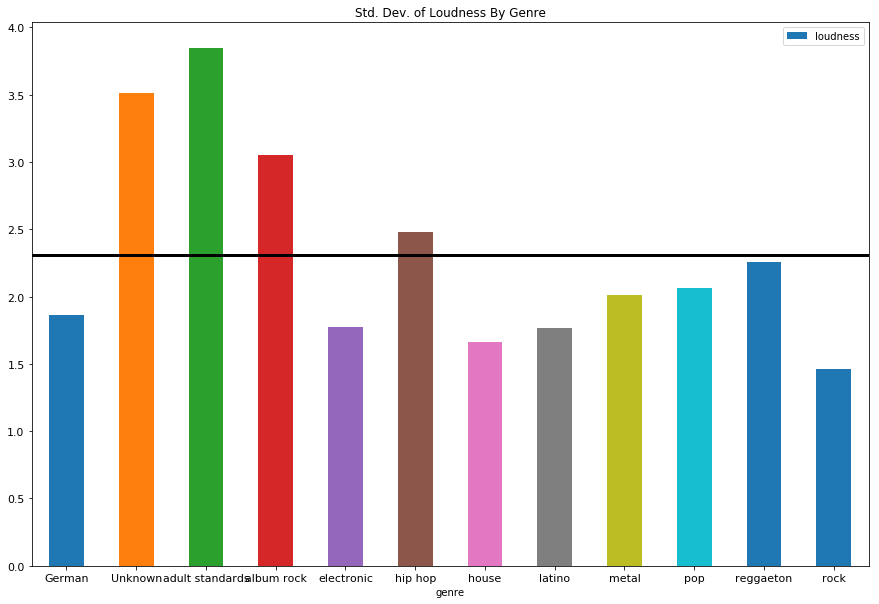 Std. Dev. of Loudness By Genre
loudness
4.0
3.5
3.0
2.5
2.0
1.5
1.0
0.5
0.0
German Unknown adult standards album rock electronic hip hop house latino metal pop reggaeton rock
genre